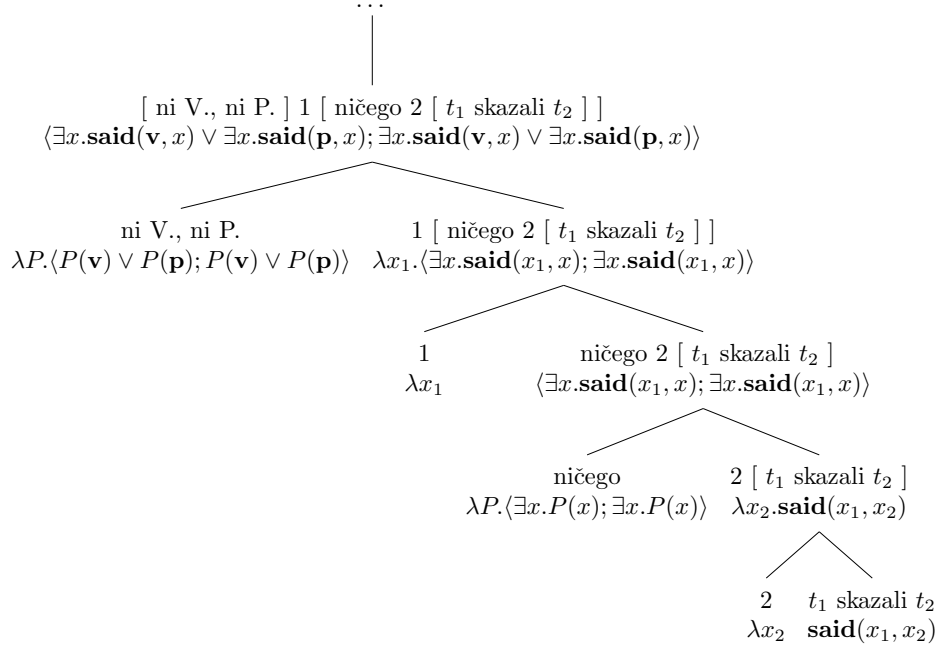 ...
[ ni V., ni P. ] 1 [ ničego 2 [ t₁ skazali t₂ ] ]
⟨∃x.said(v, x) ∨ ∃x.said(p, x); ∃x.said(v, x) ∨ ∃x.said(p, x)⟩
ni V., ni P.
λP.⟨P(v) ∨ P(p); P(v) ∨ P(p)⟩
1 [ ničego 2 [ t₁ skazali t₂ ] ]
λx₁.⟨∃x.said(x₁, x); ∃x.said(x₁, x)⟩
1
λx₁
ničego 2 [ t₁ skazali t₂ ]
⟨∃x.said(x₁, x); ∃x.said(x₁, x)⟩
ničego
λP.⟨∃x.P(x); ∃x.P(x)⟩
2 [ t₁ skazali t₂ ]
λx₂.said(x₁, x₂)
2
λx₂
t₁ skazali t₂
said(x₁, x₂)